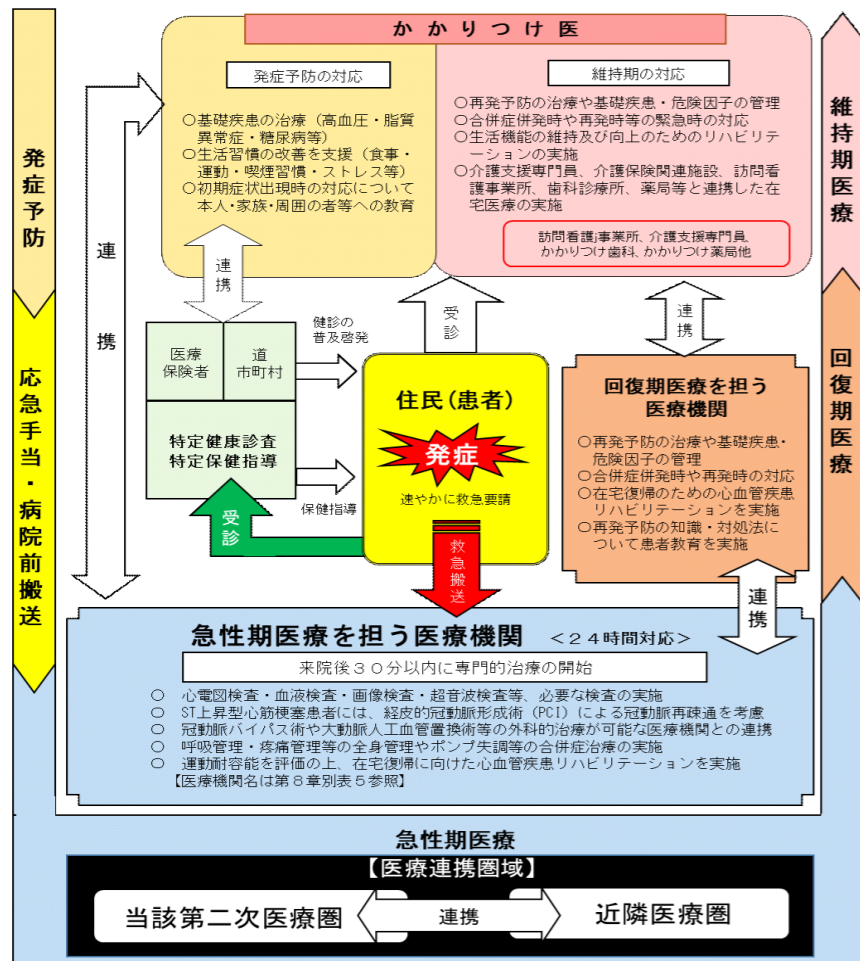 かかりつけ医
発症予防の対応
○基礎疾患の治療（高血圧・脂質
異常症・糖尿病等）
○生活習慣の改善を支援（食事・
運動・喫煙習慣・ストレス等）
○初期症状出現時の対応について
本人・家族・周囲の者等への教育
維持期の対応
○再発予防の治療や基礎疾患・危険因子の管理
○合併症併発時や再発時等の緊急時の対応
○生活機能の維持及び向上のためのリハビリテ
ーションの実施
○介護支援専門員、介護保険関連施設、訪問看
護事業所、歯科診療所、薬局等と連携した在
宅医療の実施
訪問看護事業所、介護支援専門員、
かかりつけ歯科、かかりつけ薬局他
発症予防
応急手当・病院前搬送
維持期医療
回復期医療
連携
連携
受診
連携
医療
保険者
道
市町村
特定健康診査
特定保健指導
健診の
普及啓発
保健指導
受診
住民（患者）
発症
速やかに救急要請
救急搬送
回復期医療を担う
医療機関
○再発予防の治療や基礎疾患・
危険因子の管理
○合併症併発時や再発時の対応
○在宅復帰のための心血管疾患
リハビリテーションを実施
○再発予防の知識・対処法に
ついて患者教育を実施
連携
急性期医療を担う医療機関 ＜２４時間対応＞
来院後３０分以内に専門的治療の開始
○ 心電図検査・血液検査・画像検査・超音波検査等、必要な検査の実施
○ ST上昇型心筋梗塞患者には、経皮的冠動脈形成術（PCI）による冠動脈再疎通を考慮
○ 冠動脈バイパス術や大動脈人工血管置換術等の外科的治療が可能な医療機関との連携
○ 呼吸管理・疼痛管理等の全身管理やポンプ失調等の合併症治療の実施
○ 運動耐容能を評価の上、在宅復帰に向けた心血管疾患リハビリテーションを実施
【医療機関名は第８章別表５参照】
急性期医療
【医療連携圏域】
当該第二次医療圏
連携
近隣医療圏